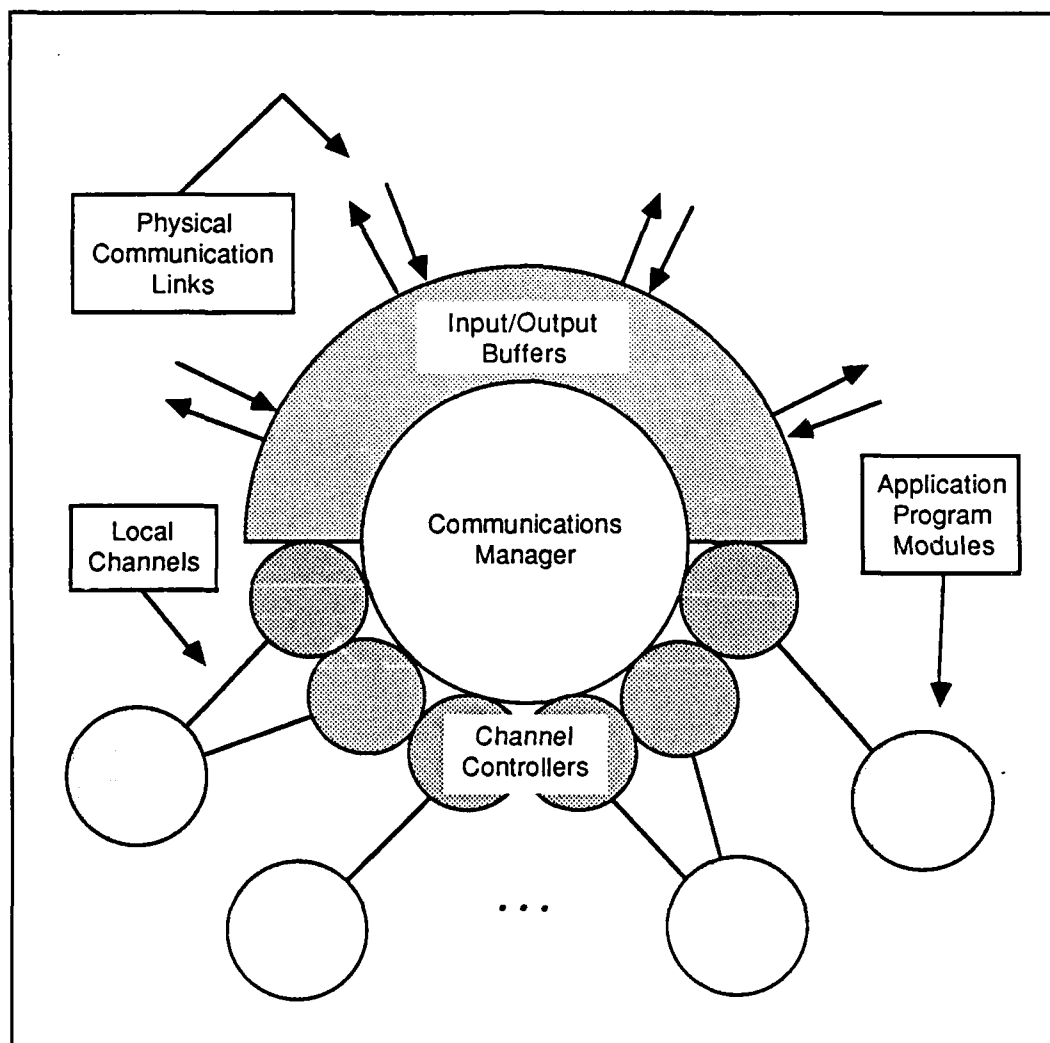 Physical
Communication
Links
Input/Output
Buffers
Communications
Manager
Application
Program
Modules
Local
Channels
Channel
Controllers
...